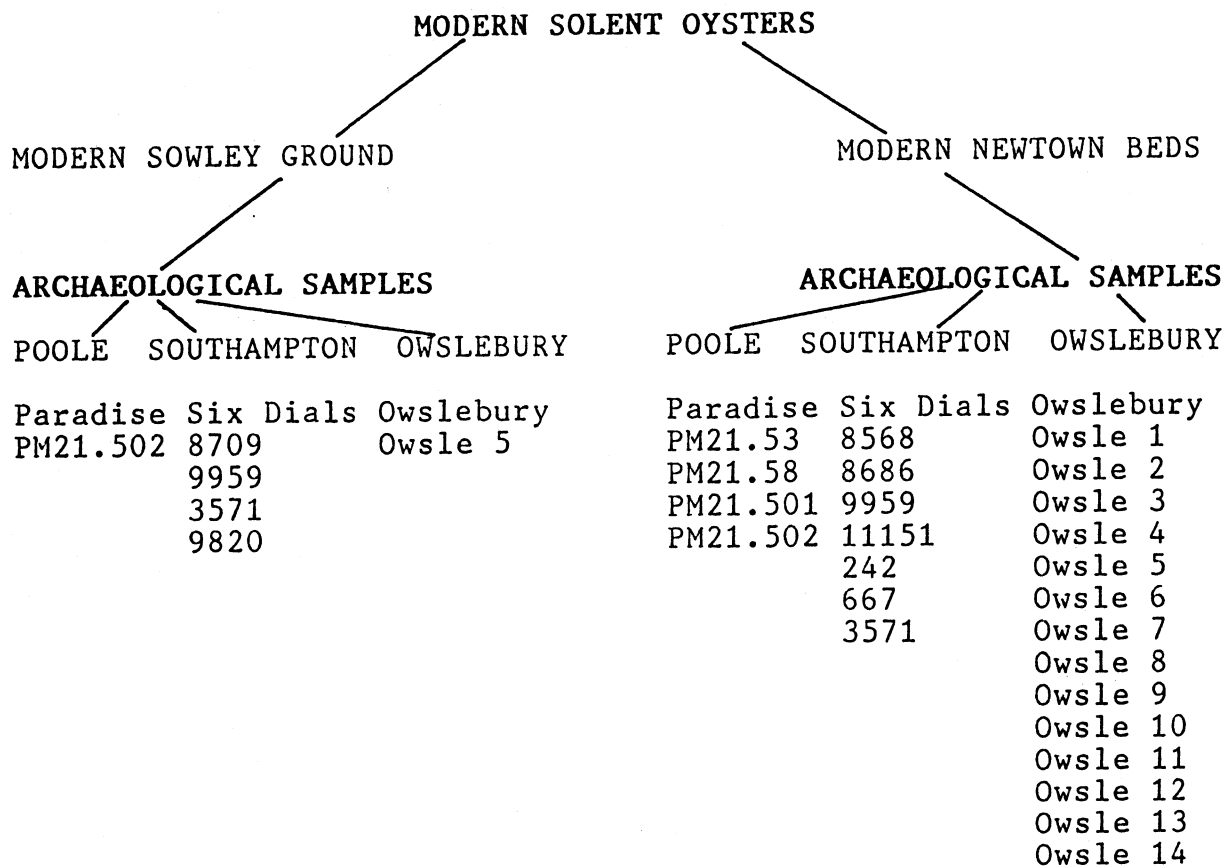 MODERN SOLENT OYSTERS
MODERN SOWLEY GROUND
MODERN NEWTOWN BEDS
ARCHAEOLOGICAL SAMPLES
ARCHAEOLOGICAL SAMPLES
POOLE SOUTHAMPTON OWSLEBURY
Paradise Six Dials Owslebury
PM21.502 8709 Owsle 5
9959
3571
9820
POOLE SOUTHAMPTON OWSLEBURY
Paradise Six Dials Owslebury
PM21.53 8568 Owsle 1
PM21.58 8686 Owsle 2
PM21.501 9959 Owsle 3
PM21.502 11151 Owsle 4
242 Owsle 5
667 Owsle 6
3571 Owsle 7
Owsle 8
Owsle 9
Owsle 10
Owsle 11
Owsle 12
Owsle 13
Owsle 14